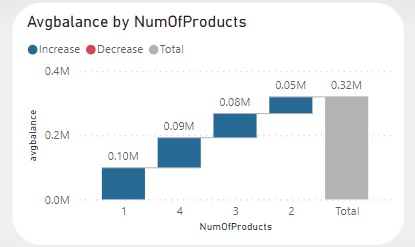 Avgbalance by NumOfProducts
Increase Decrease Total
0.4M
0.2M
0.0M
avgbalance
0.10M
0.09M
0.08M
0.05M
0.32M
1 4 3 2 Total
NumOfProducts